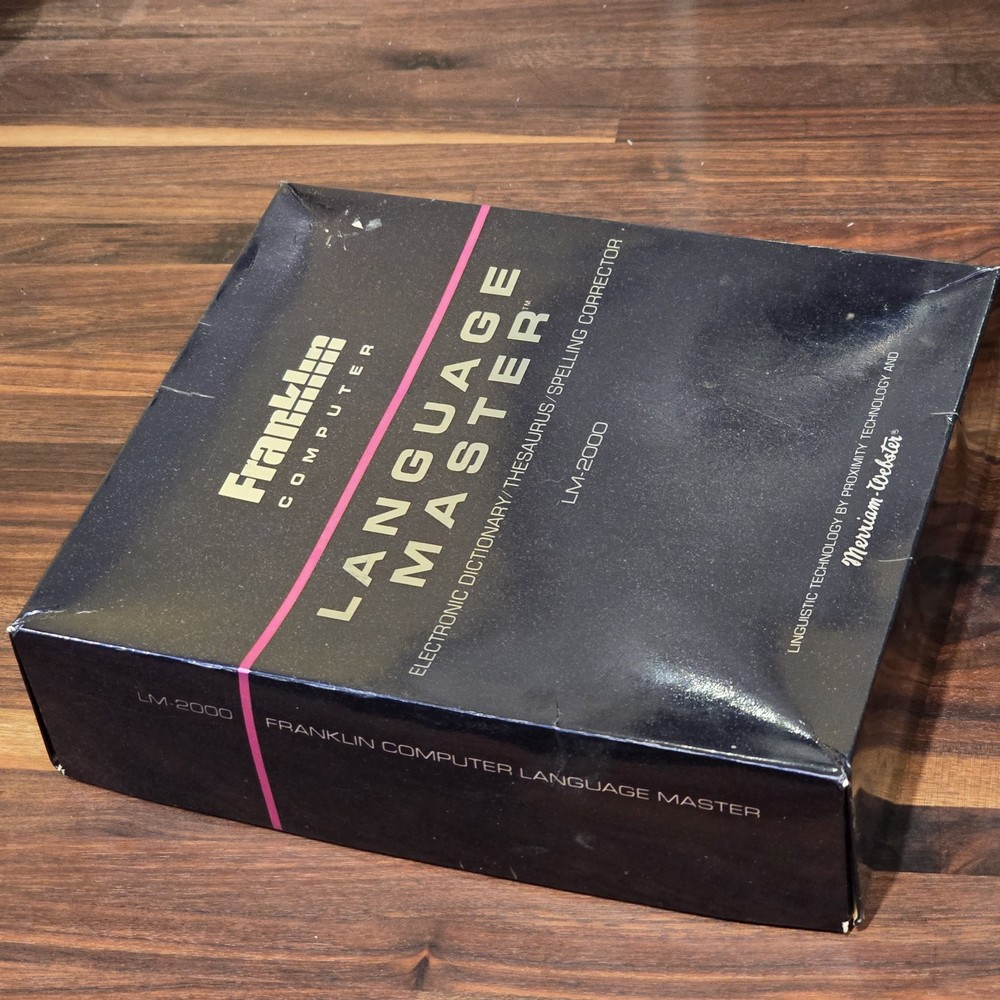 Franklin
COMPUTER
LANGUAGE
MASTER™
ELECTRONIC DICTIONARY/THESAURUS/SPELLING CORRECTOR
LM-2000
LINGUISTIC TECHNOLOGY BY PROXIMITY TECHNOLOGY AND
Merriam-Webster®
LM-2000
FRANKLIN COMPUTER LANGUAGE MASTER